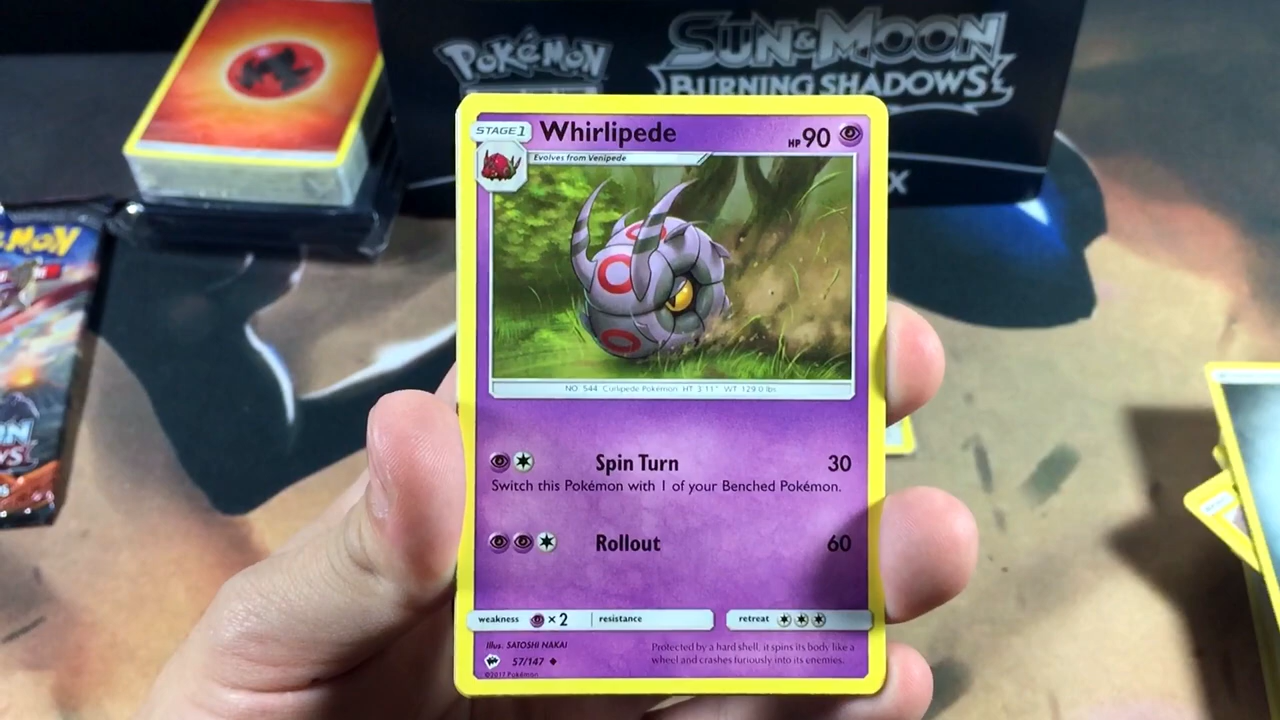 POKéMON
SUN & MOON
BURNING SHADOWS
X
STAGE 1
Whirlipede
HP 90
Evolves from Venipede
NO. 544 Curlipede Pokémon HT 3'11" WT 129.0 lbs
Spin Turn 30
Switch this Pokémon with 1 of your Benched Pokémon.
Rollout 60
weakness ×2 resistance retreat
Illus. SATOSHI NAKAI
57/147
©2017 Pokémon
Protected by a hard shell, it spins its body like a
wheel and crashes furiously into its enemies.